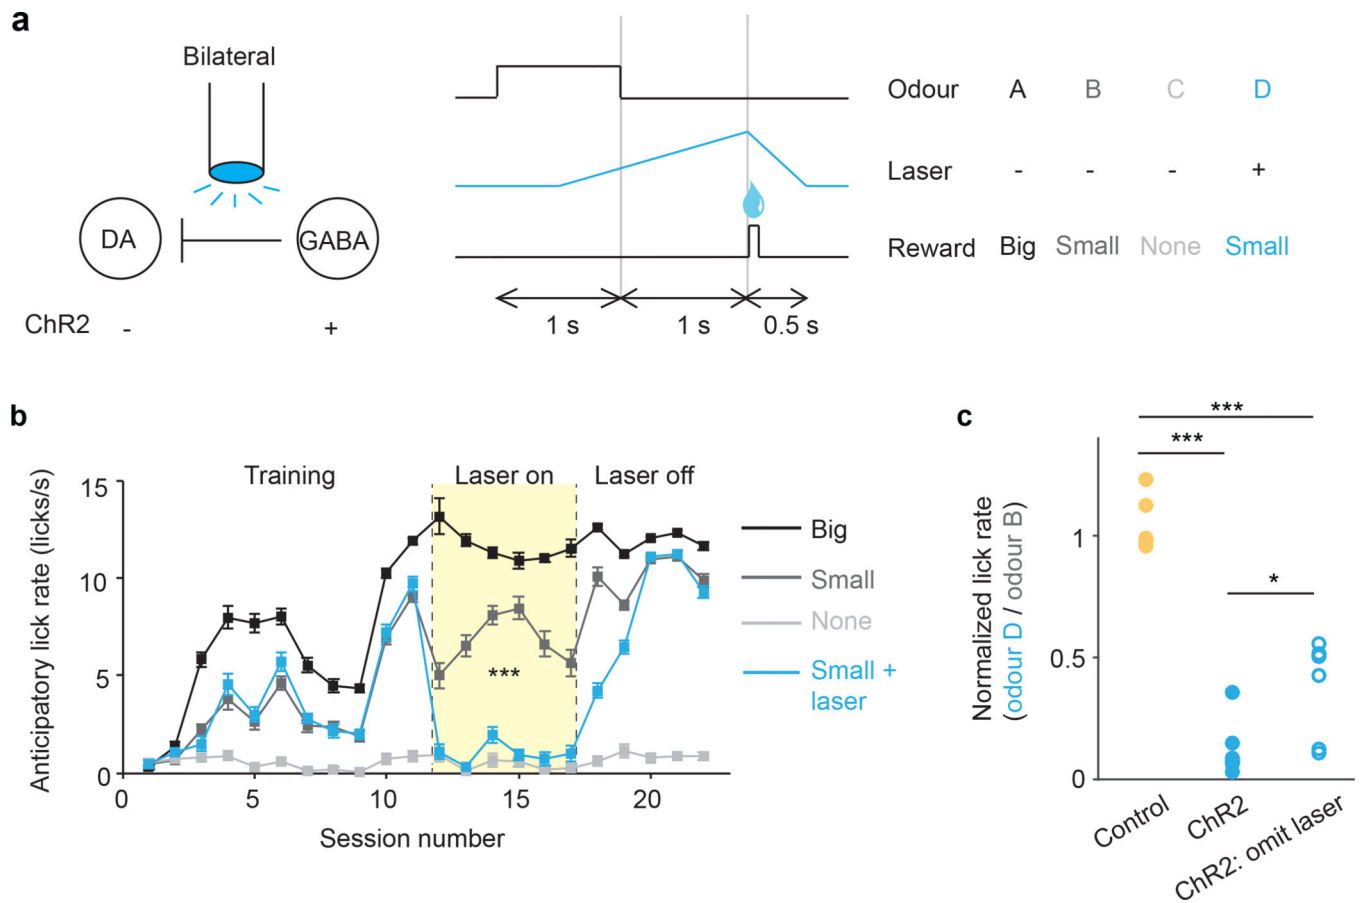 a
Bilateral
DA
GABA
ChR2 - +
1 s 1 s 0.5 s
Odour A B C D
Laser - - - +
Reward Big Small None Small
b
Training Laser on Laser off
Anticipatory lick rate (licks/s)
15
10
5
0
0 5 10 15 20
Session number
***
Big
Small
None
Small +
laser
c
***
***
*
Normalized lick rate
(odour D / odour B)
1
0.5
0
Control
ChR2
ChR2: omit laser